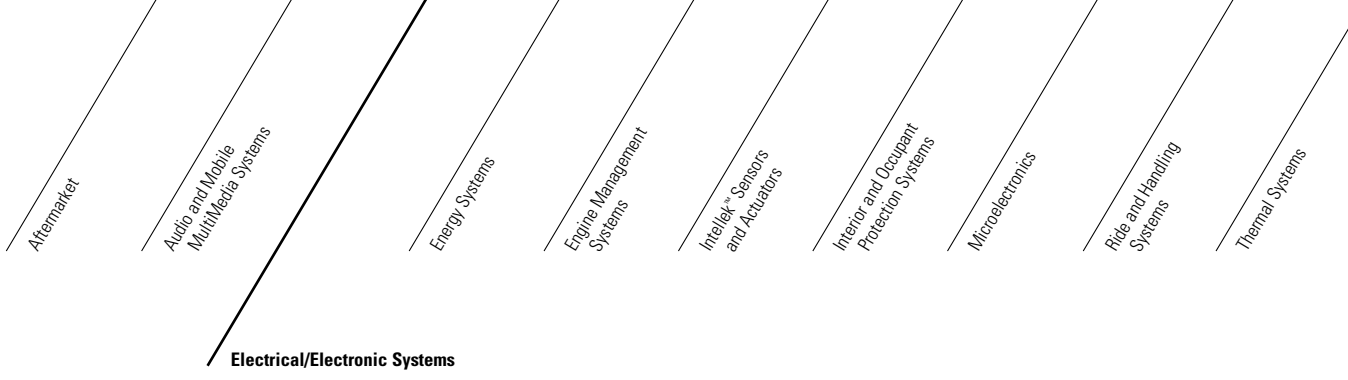 Aftermarket
Audio and Mobile
MultiMedia Systems
Electrical/Electronic Systems
Energy Systems
Engine Management
Systems
Intellek™ Sensors
and Actuators
Interior and Occupant
Protection Systems
Microelectronics
Ride and Handling
Systems
Thermal Systems